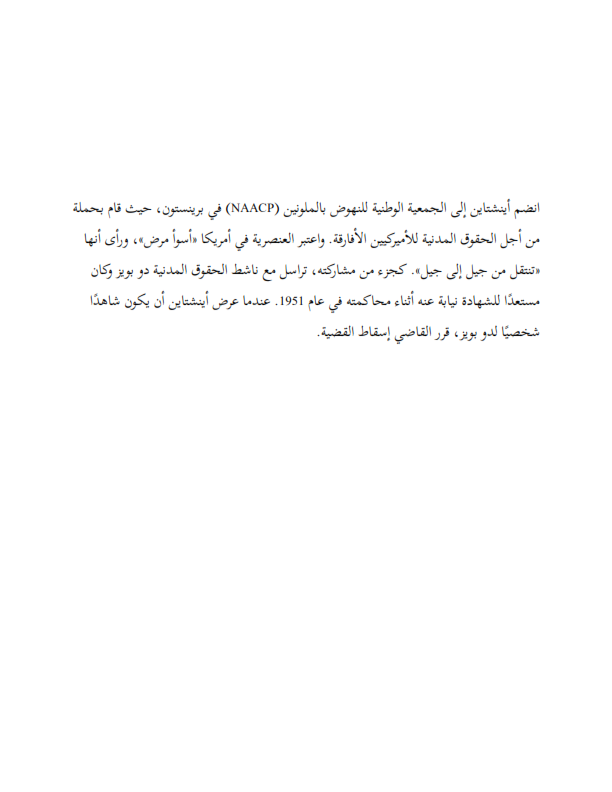 انضم أينشتاين إلى الجمعية الوطنية للنهوض بالملونين (NAACP) في برينستون، حيث قام بحملة
من أجل الحقوق المدنية للأميركيين الأفارقة. واعتبر العنصرية في أمريكا «أسوأ مرض»، ورأى أنها
«تنتقل من جيل إلى جيل». كجزء من مشاركته، تراسل مع ناشط الحقوق المدنية دو بويز وكان
مستعدًا للشهادة نيابة عنه أثناء محاكمته في عام 1951. عندما عرض أينشتاين أن يكون شاهدًا
شخصيًا لدو بويز، قرر القاضي إسقاط القضية.